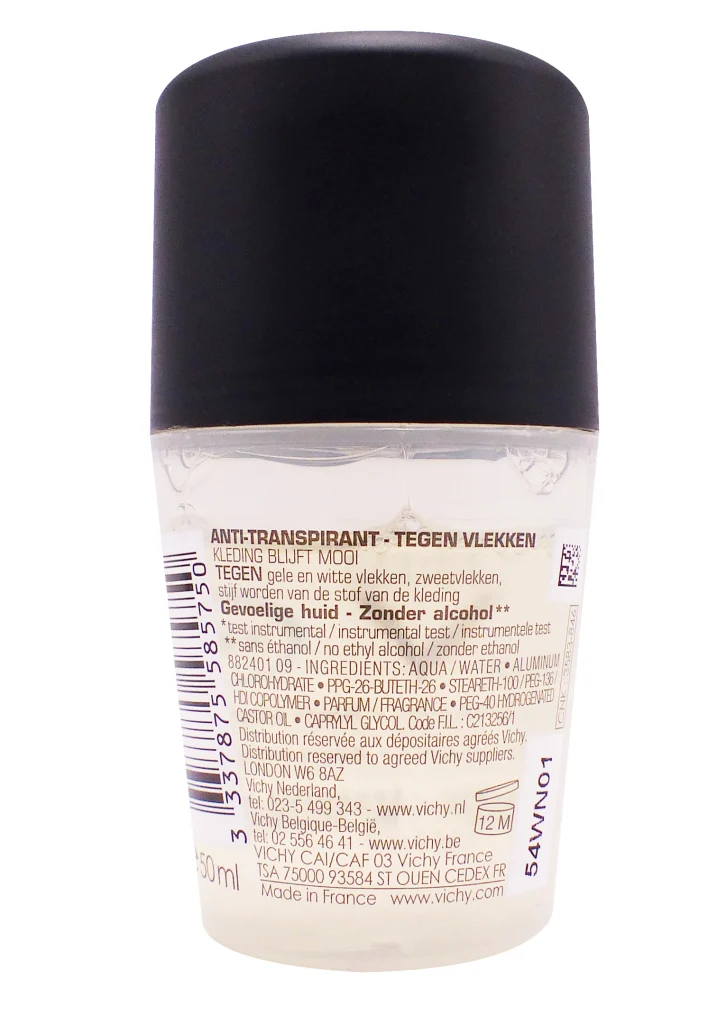 ANTI-TRANSPIRANT - TEGEN VLEKKEN
KLEDING BLIJFT MOOI
TEGEN gele en witte vlekken, zweetvlekken,
stijf worden van de stof van de kleding
Gevoelige huid - Zonder alcohol**
*test instrumental / instrumental test / instrumentele test
**sans éthanol / no ethyl alcohol / zonder ethanol
882401 09 - INGREDIENTS: AQUA / WATER • ALUMINUM
CHLOROHYDRATE • PPG-26-BUTETH-26 • STEARETH-100 / PEG-136 /
HDI COPOLYMER • PARFUM / FRAGRANCE • PEG-40 HYDROGENATED
CASTOR OIL • CAPRYLYL GLYCOL. Code F.I.L. : C213256/1
Distribution réservée aux dépositaires agréés Vichy.
Distribution reserved to agreed Vichy suppliers.
LONDON W6 8AZ
Vichy Nederland,
tel: 023-5 499 343 - www.vichy.nl
Vichy Belgique-België,
tel: 02 556 46 41 - www.vichy.be
VICHY CAI/CAF 03 Vichy France
TSA 75000 93584 ST OUEN CEDEX FR
Made in France www.vichy.com
3 337875 585750
50 ml
12 M
54WN01
CNK